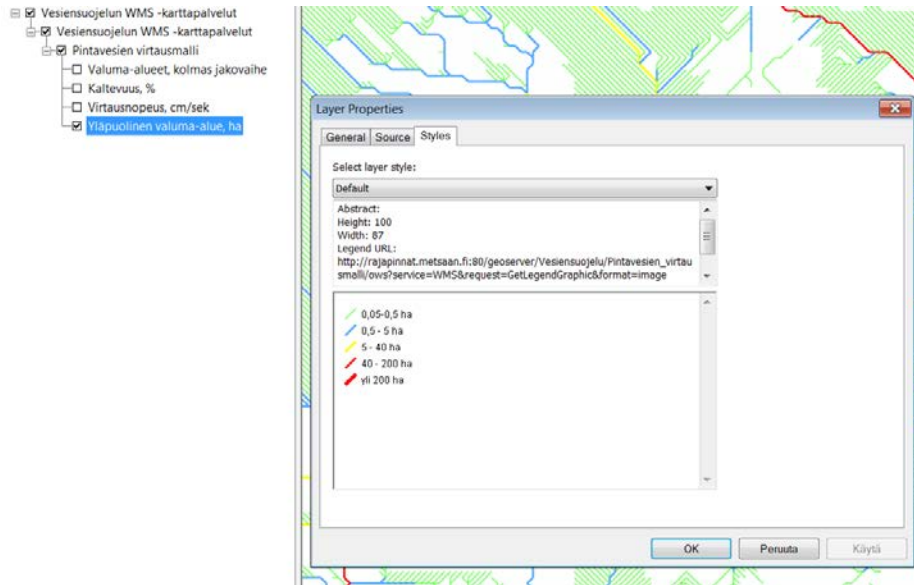 Vesiensuojelun WMS -karttapalvelut
Vesiensuojelun WMS -karttapalvelut
Pintavesien virtausmalli
Valuma-alueet, kolmas jakovaihe
Kaltevuus, %
Virtausnopeus, cm/sek
Yläpuolinen valuma-alue, ha
Layer Properties
General Source Styles
Select layer style:
Default
Abstract:
Height: 100
Width: 87
Legend URL:
http://rajapinnat.metsaan.fi:80/geoserver/Vesiensuojelu/Pintavesien_virtau
smalli/ows?service=WMS&request=GetLegendGraphic&format=image
0,05-0,5 ha
0,5 - 5 ha
5 - 40 ha
40 - 200 ha
yli 200 ha
OK Peruuta Käytä